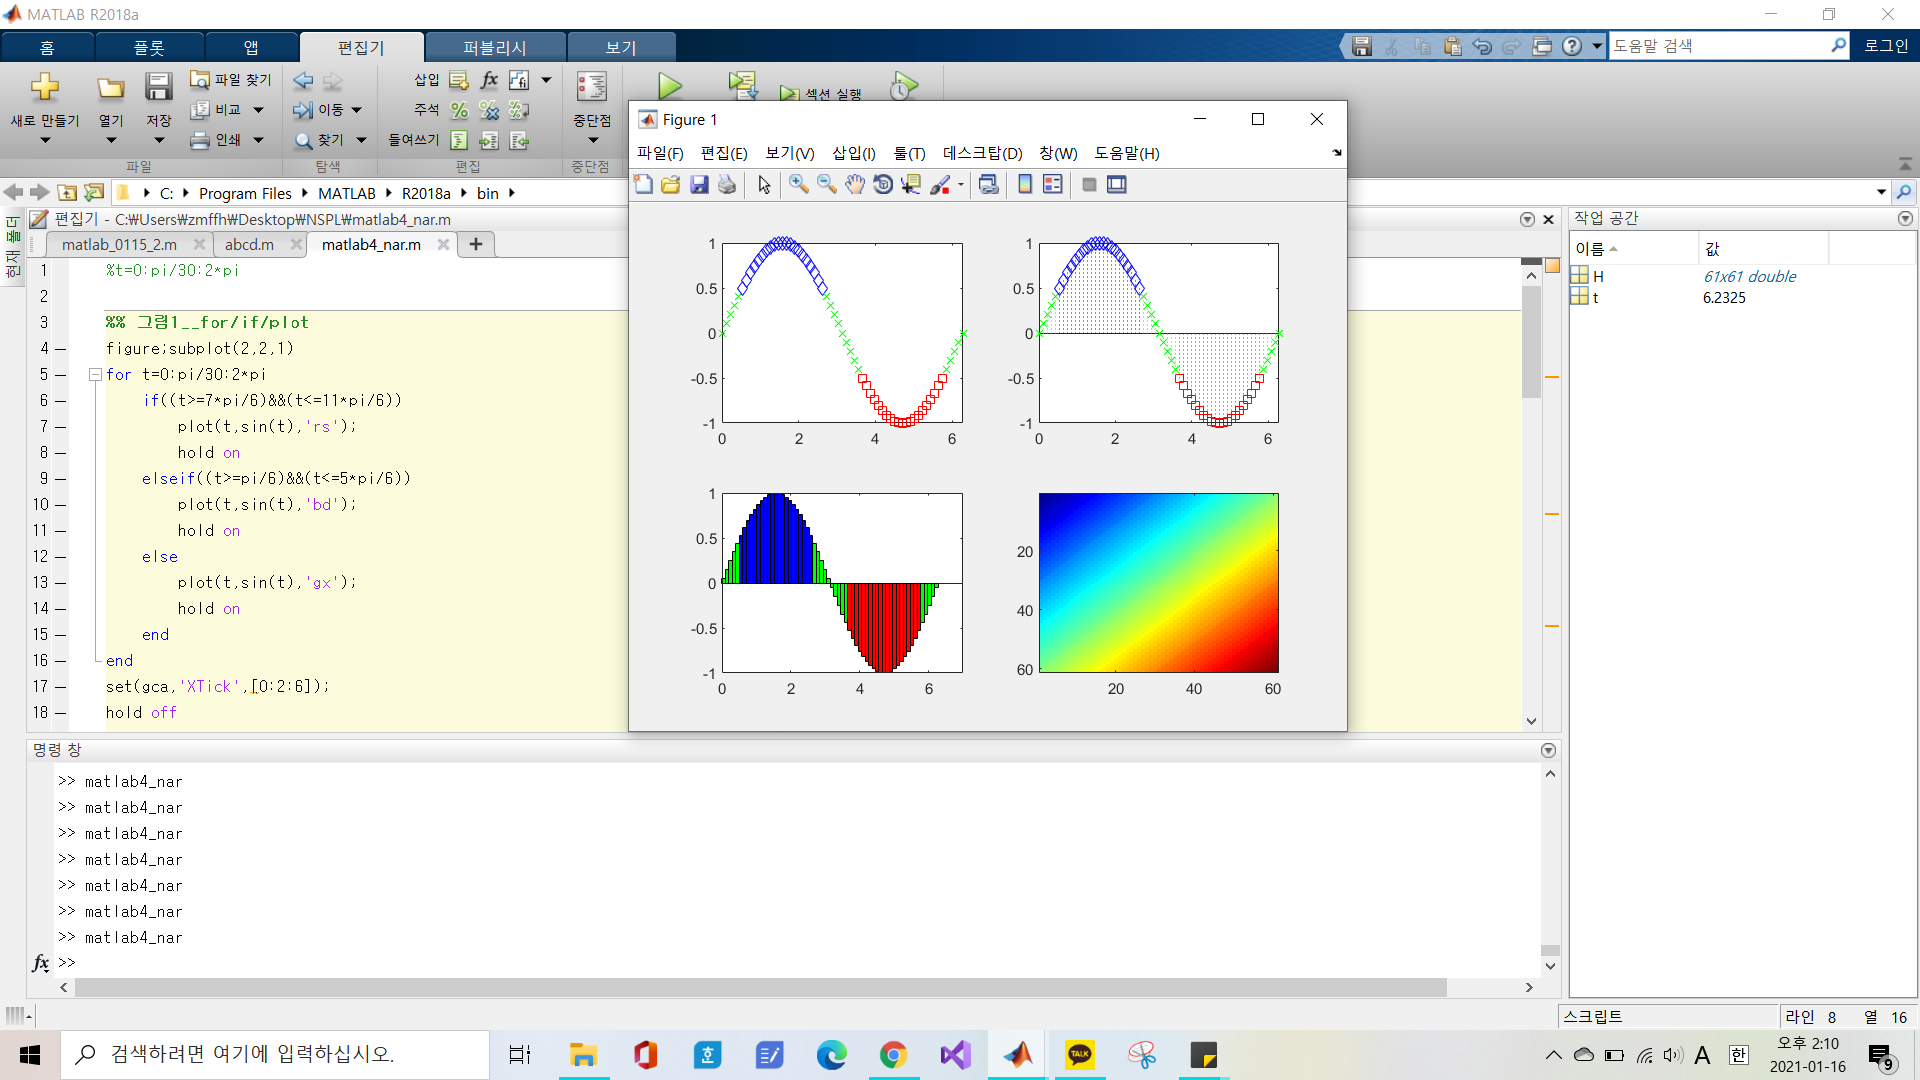 MATLAB R2018a
홈 플롯 앱 편집기 퍼블리시 보기
도움말 검색
로그인
새로 만들기 열기 저장
파일 찾기
비교
인쇄
파일
이동
찾기
탐색
삽입
주석
들여쓰기
편집
중단점
중단점
섹션 실행
C: Program Files MATLAB R2018a bin
현재 폴더
편집기 - C:₩Users₩zmffh₩Desktop₩NSPL₩matlab4_nar.m
matlab_0115_2.m abcd.m matlab4_nar.m
1 %t=0:pi/30:2*pi
2
3 %% 그림1__for/if/plot
4 figure;subplot(2,2,1)
5 for t=0:pi/30:2*pi
6 if((t>=7*pi/6)&&(t<=11*pi/6))
7 plot(t,sin(t),'rs');
8 hold on
9 elseif((t>=pi/6)&&(t<=5*pi/6))
10 plot(t,sin(t),'bd');
11 hold on
12 else
13 plot(t,sin(t),'gx');
14 hold on
15 end
16 end
17 set(gca,'XTick',[0:2:6]);
18 hold off
Figure 1
파일(F) 편집(E) 보기(V) 삽입(I) 툴(T) 데스크탑(D) 창(W) 도움말(H)
1
0.5
0
-0.5
-1
0 2 4 6
1
0.5
0
-0.5
-1
0 2 4 6
1
0.5
0
-0.5
-1
0 2 4 6
20
40
60
20 40 60
작업 공간
이름 값
H 61x61 double
t 6.2325
명령 창
>> matlab4_nar
>> matlab4_nar
>> matlab4_nar
>> matlab4_nar
>> matlab4_nar
>> matlab4_nar
>> matlab4_nar
fx >>
스크립트 라인 8 열 16
검색하려면 여기에 입력하십시오.
TALK
A 한
오후 2:10
2021-01-16
9